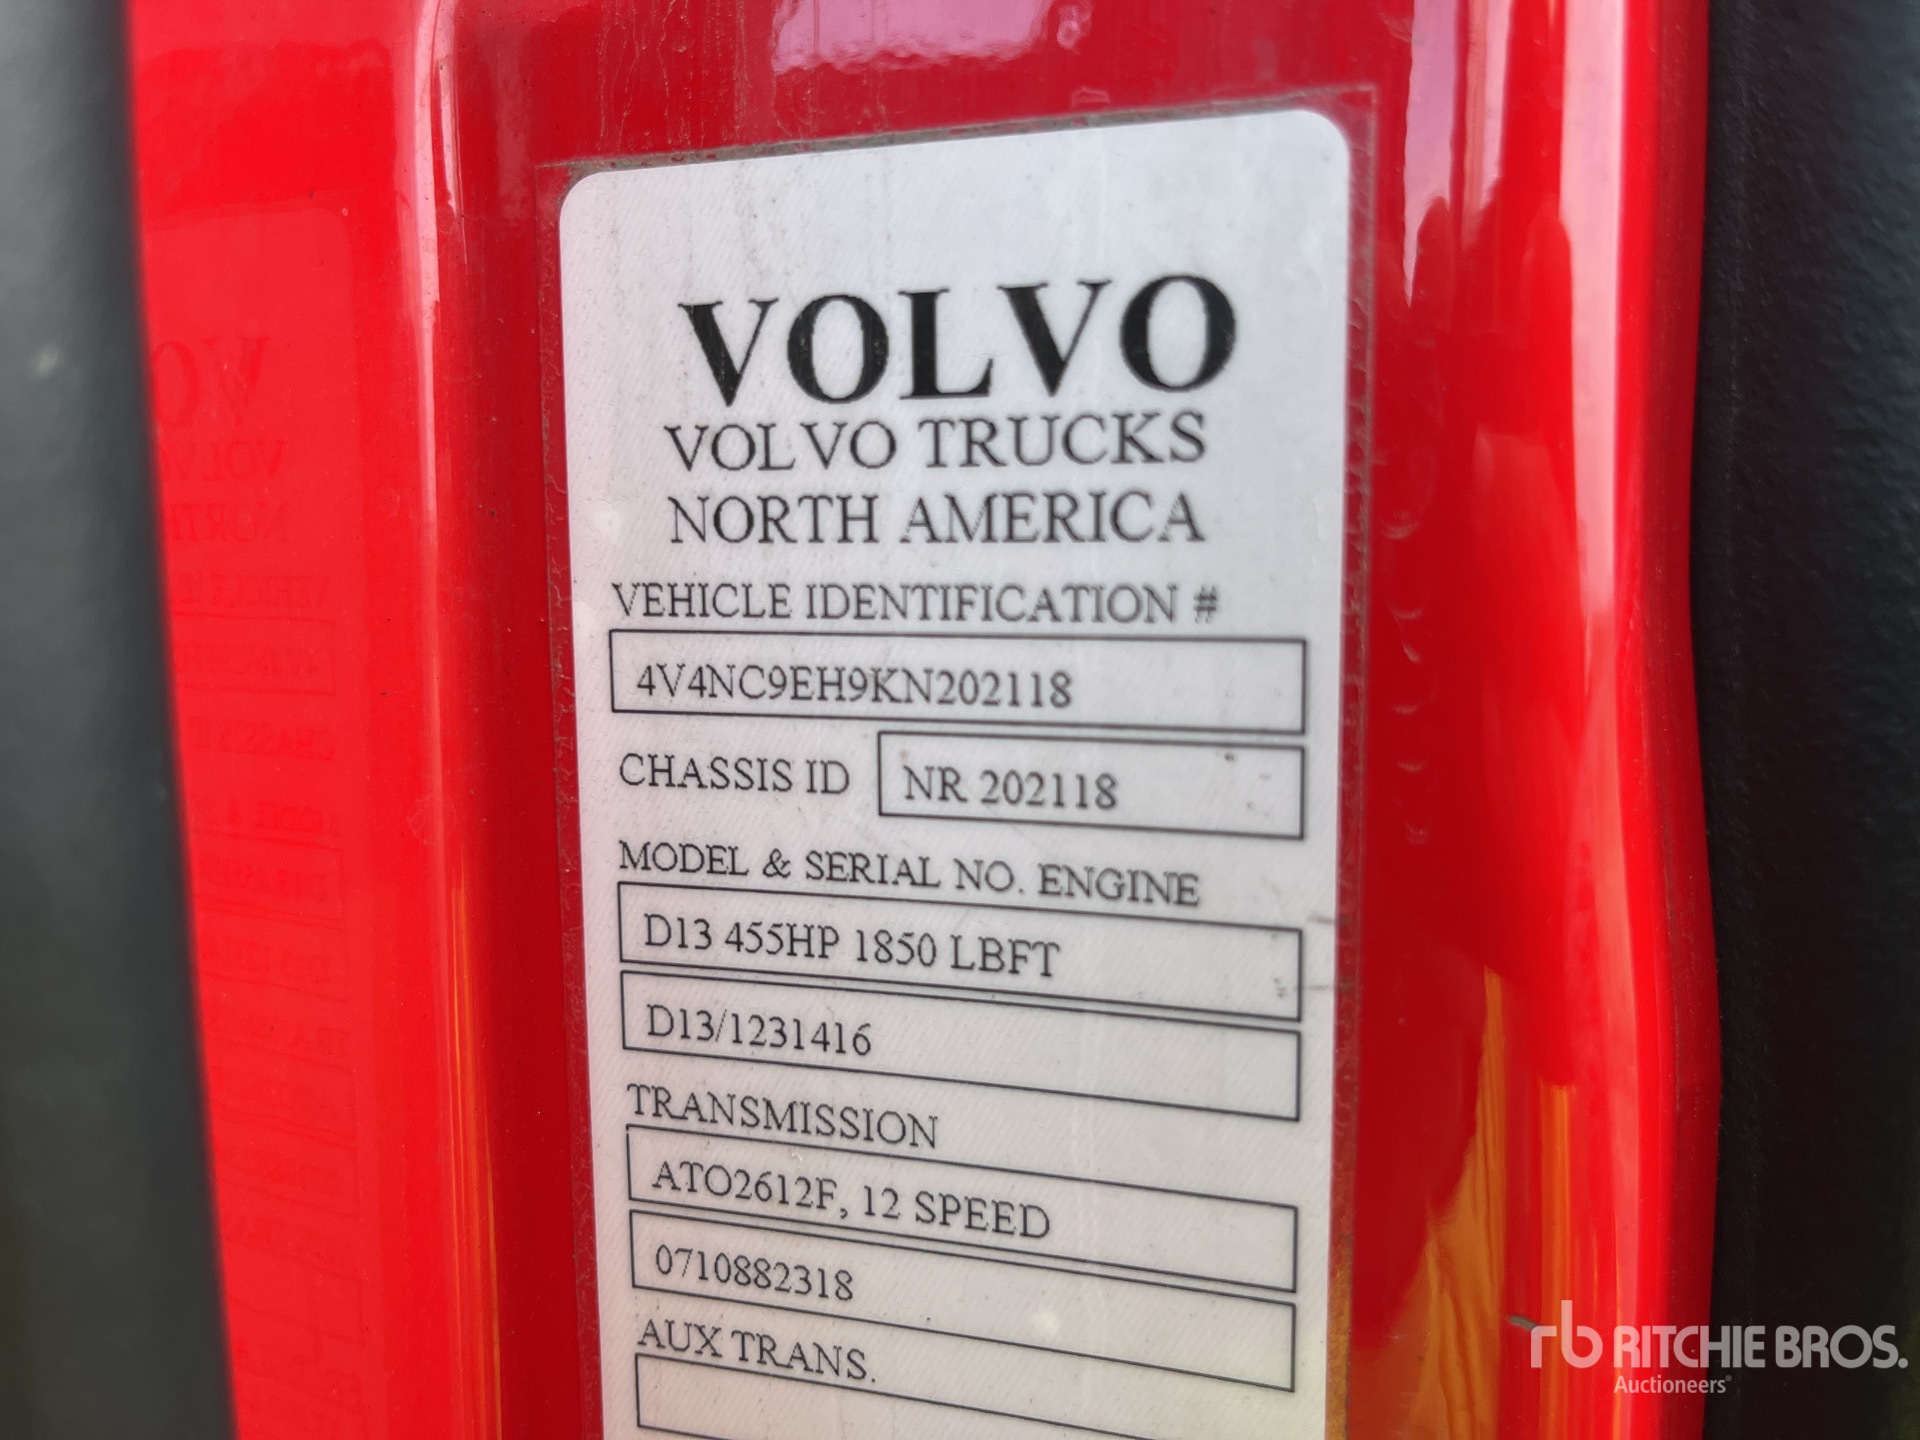 VOLVO
VOLVO TRUCKS
NORTH AMERICA
VEHICLE IDENTIFICATION #
4V4NC9EH9KN202118
CHASSIS ID NR 202118
MODEL & SERIAL NO. ENGINE
D13 455HP 1850 LBFT
D13/1231416
TRANSMISSION
ATO2612F, 12 SPEED
0710882318
AUX TRANS.
rb RITCHIE BROS.
Auctioneers